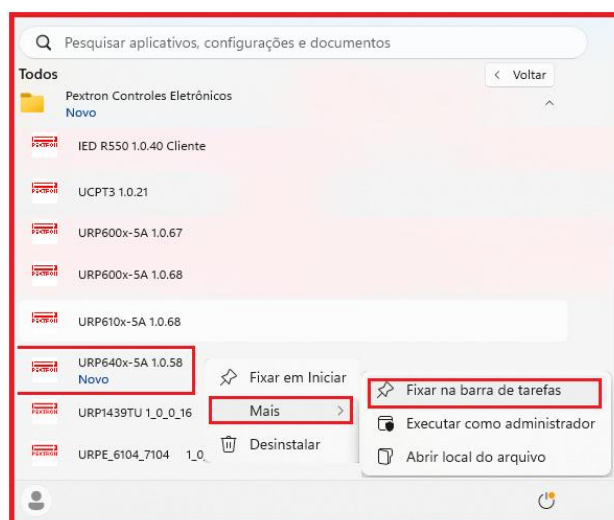 Pesquisar aplicativos, configurações e documentos
Todos
< Voltar
Pextron Controles Eletrônicos
Novo
IED R550 1.0.40 Cliente
UCPT3 1.0.21
URP600x-5A 1.0.67
URP600x-5A 1.0.68
URP610x-5A 1.0.68
URP640x-5A 1.0.58
Novo
Fixar em Iniciar
Fixar na barra de tarefas
URP1439TU 1_0_0_16
Mais >
Executar como administrador
URPE_6104_7104 1_0_
Desinstalar
Abrir local do arquivo